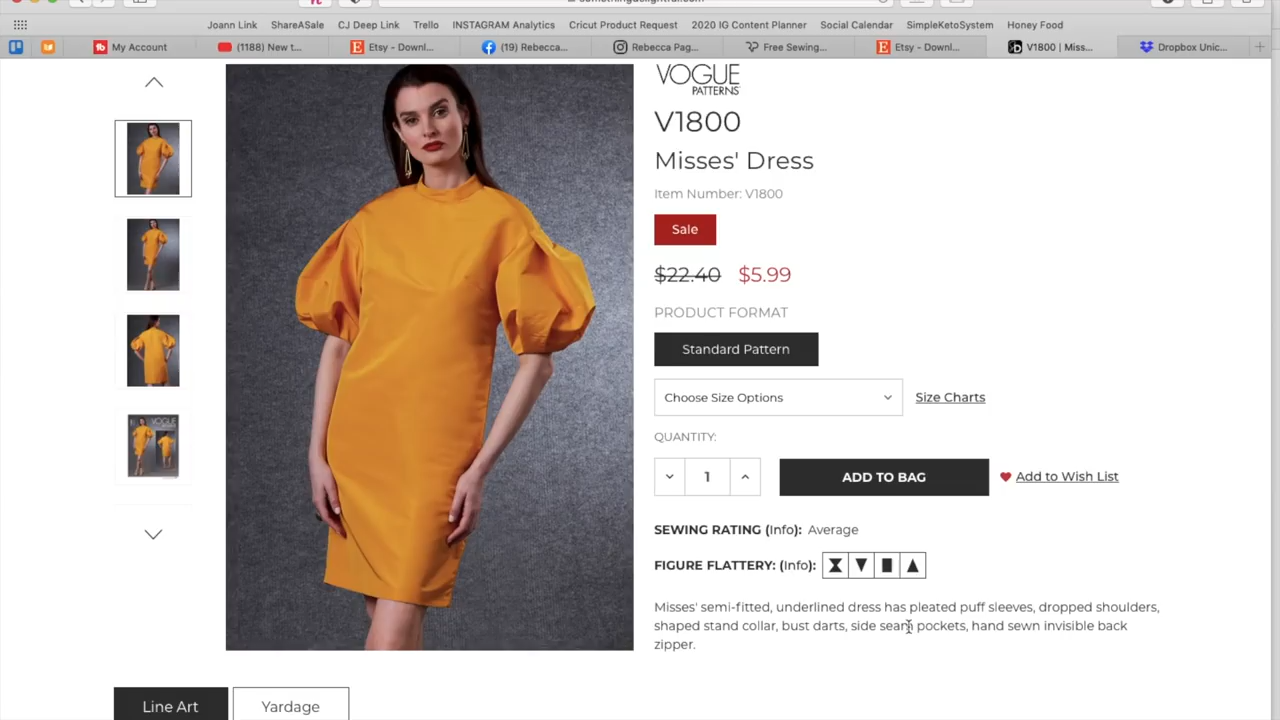 Joann Link ShareASale CJ Deep Link Trello INSTAGRAM Analytics Cricut Product Request 2020 IG Content Planner Social Calendar SimpleKetoSystem Honey Food
My Account (1188) New t... Etsy - Downl... (19) Rebecca... Rebecca Pag... Free Sewing... Etsy - Downl... V1800 | Miss... Dropbox Unic...
VOGUE
PATTERNS
V1800
Misses' Dress
Item Number: V1800
Sale
$22.40 $5.99
PRODUCT FORMAT
Standard Pattern
Choose Size Options Size Charts
QUANTITY:
1 ADD TO BAG Add to Wish List
SEWING RATING (Info): Average
FIGURE FLATTERY: (Info):
Misses' semi-fitted, underlined dress has pleated puff sleeves, dropped shoulders,
shaped stand collar, bust darts, side seam pockets, hand sewn invisible back
zipper.
Line Art Yardage